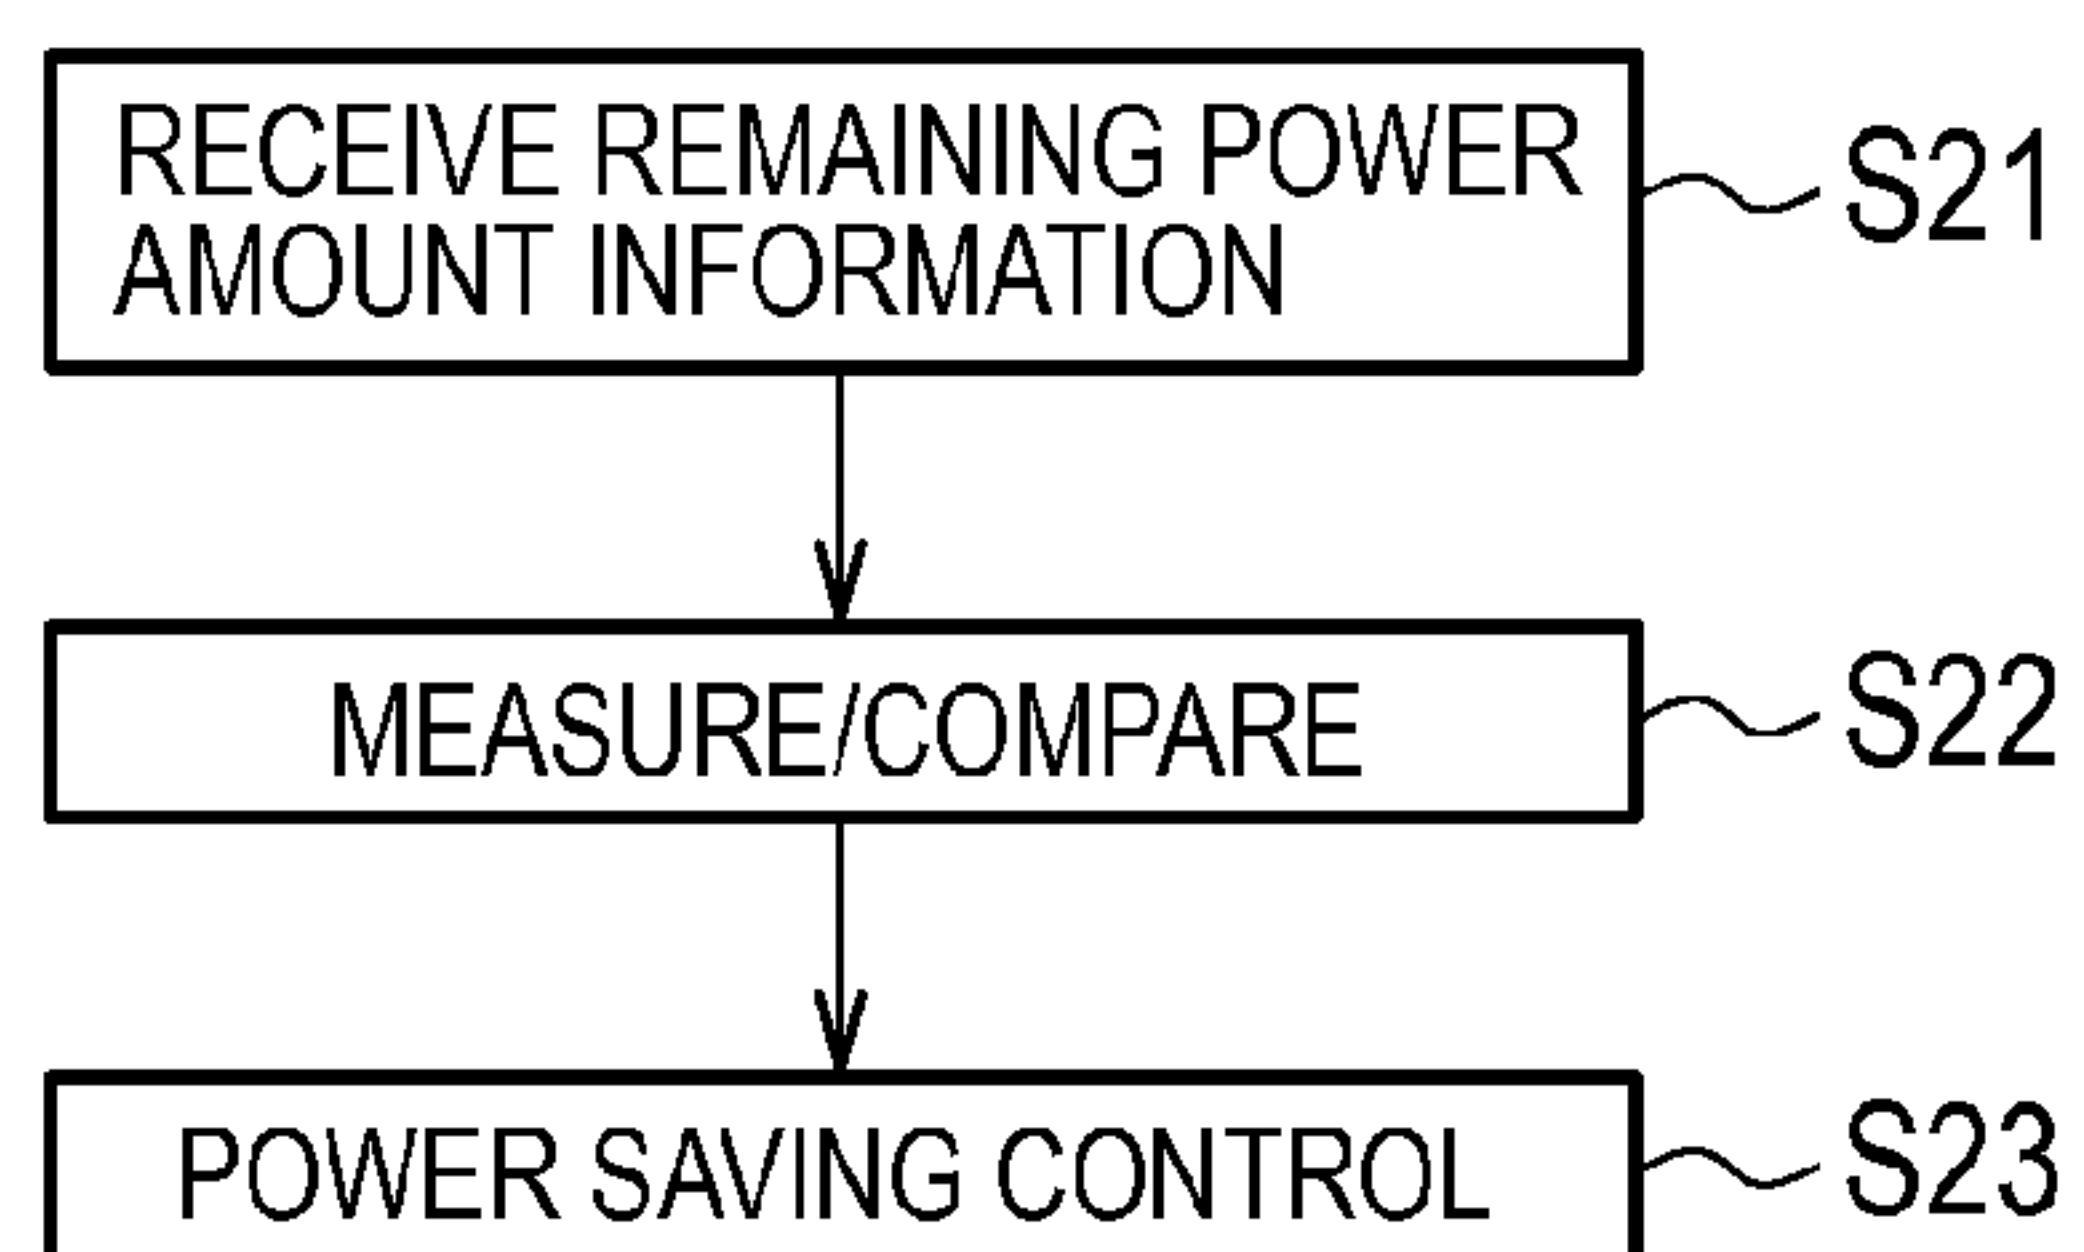 RECEIVE REMAINING POWER
AMOUNT INFORMATION
S21
MEASURE/COMPARE
S22
POWER SAVING CONTROL
S23